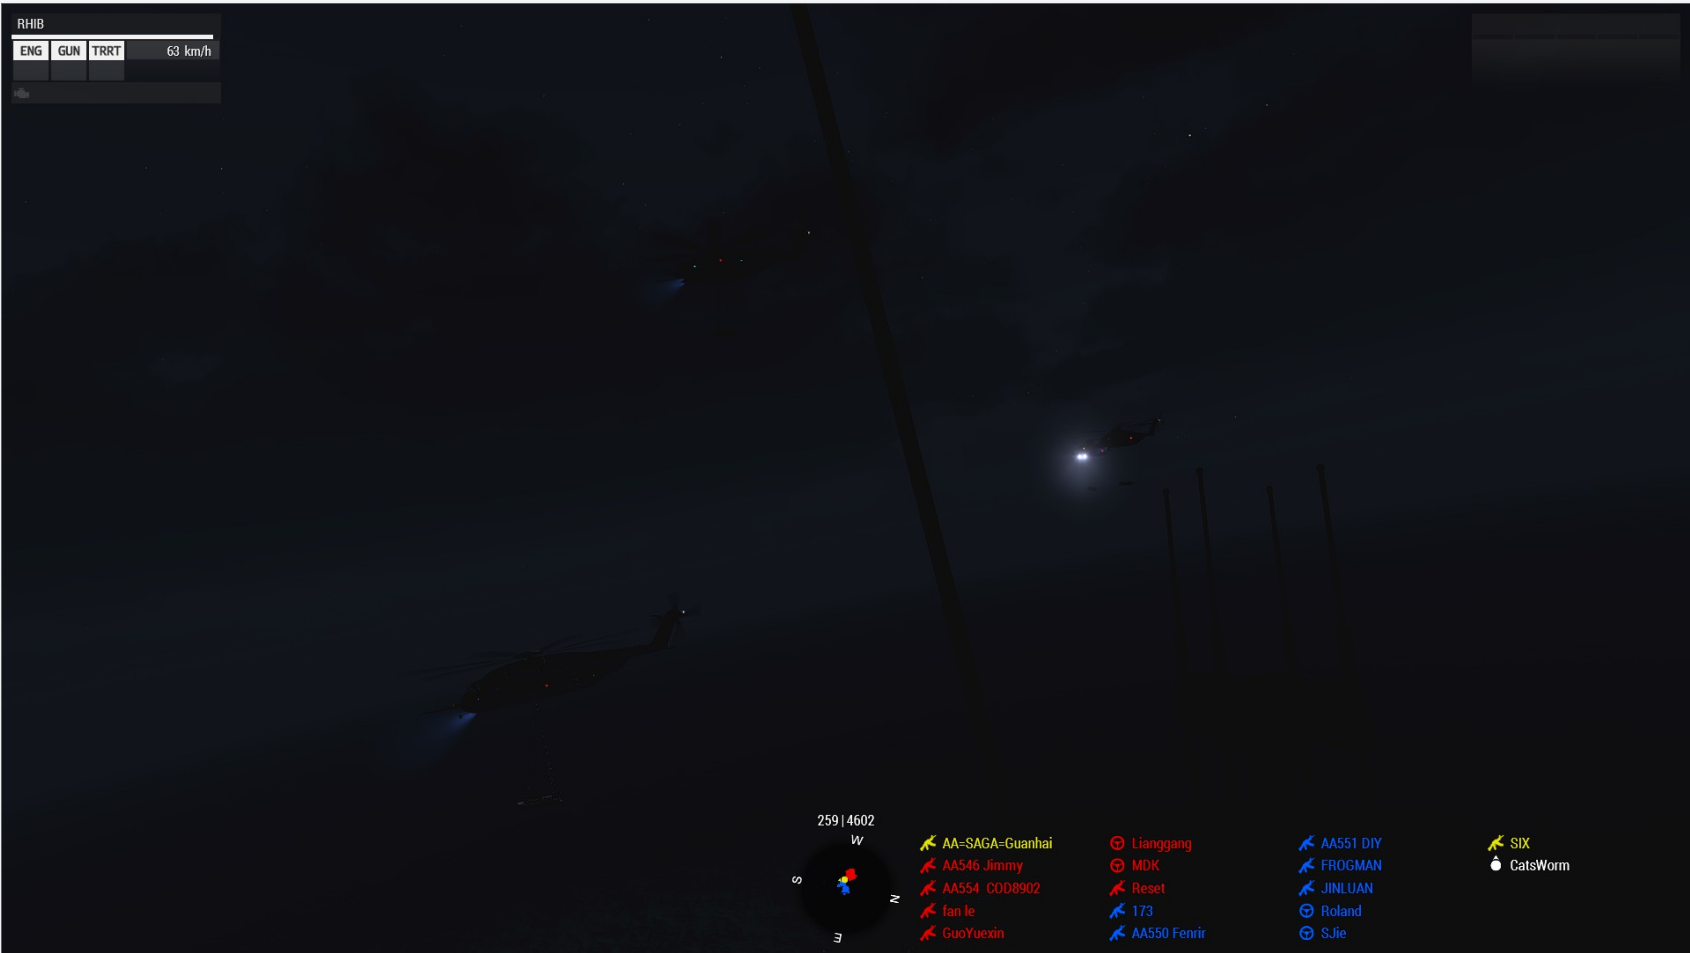 RHIB
ENG GUN TRRT 63 km/h
259|4602
W
S
N
E
AA=SAGA=Guanhai
AA546 Jimmy
AA554 COD8902
fan le
GuoYuexin
Lianggang
MDK
Reset
173
AA550 Fenrir
AA551 DIY
FROGMAN
JINLUAN
Roland
SJie
SIX
CatsWorm